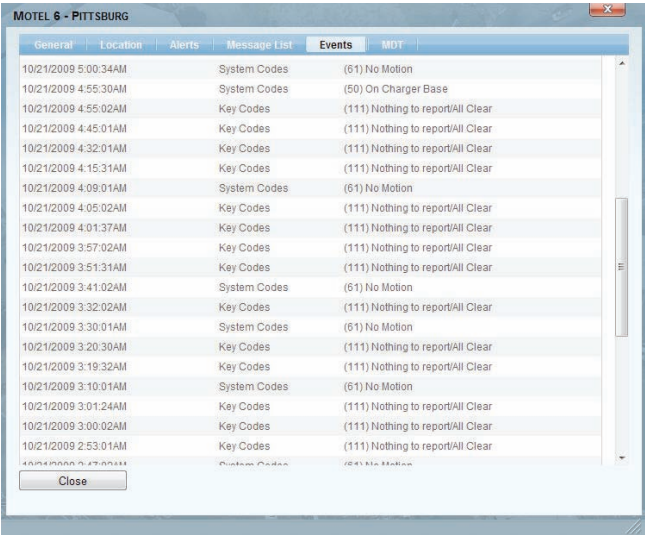 MOTEL 6 - PITTSBURG
General Location Alerts Message List Events MDT
10/21/2009 5:00:34AM System Codes (61) No Motion
10/21/2009 4:55:30AM System Codes (50) On Charger Base
10/21/2009 4:55:02AM Key Codes (111) Nothing to report/All Clear
10/21/2009 4:45:01AM Key Codes (111) Nothing to report/All Clear
10/21/2009 4:32:01AM Key Codes (111) Nothing to report/All Clear
10/21/2009 4:15:31AM Key Codes (111) Nothing to report/All Clear
10/21/2009 4:09:01AM System Codes (61) No Motion
10/21/2009 4:05:02AM Key Codes (111) Nothing to report/All Clear
10/21/2009 4:01:37AM Key Codes (111) Nothing to report/All Clear
10/21/2009 3:57:02AM Key Codes (111) Nothing to report/All Clear
10/21/2009 3:51:31AM Key Codes (111) Nothing to report/All Clear
10/21/2009 3:41:02AM System Codes (61) No Motion
10/21/2009 3:32:02AM Key Codes (111) Nothing to report/All Clear
10/21/2009 3:30:01AM System Codes (61) No Motion
10/21/2009 3:20:30AM Key Codes (111) Nothing to report/All Clear
10/21/2009 3:19:32AM Key Codes (111) Nothing to report/All Clear
10/21/2009 3:10:01AM System Codes (61) No Motion
10/21/2009 3:01:24AM Key Codes (111) Nothing to report/All Clear
10/21/2009 3:00:02AM Key Codes (111) Nothing to report/All Clear
10/21/2009 2:53:01AM Key Codes (111) Nothing to report/All Clear
10/21/2009 2:47:02AM System Codes (61) No Motion
Close